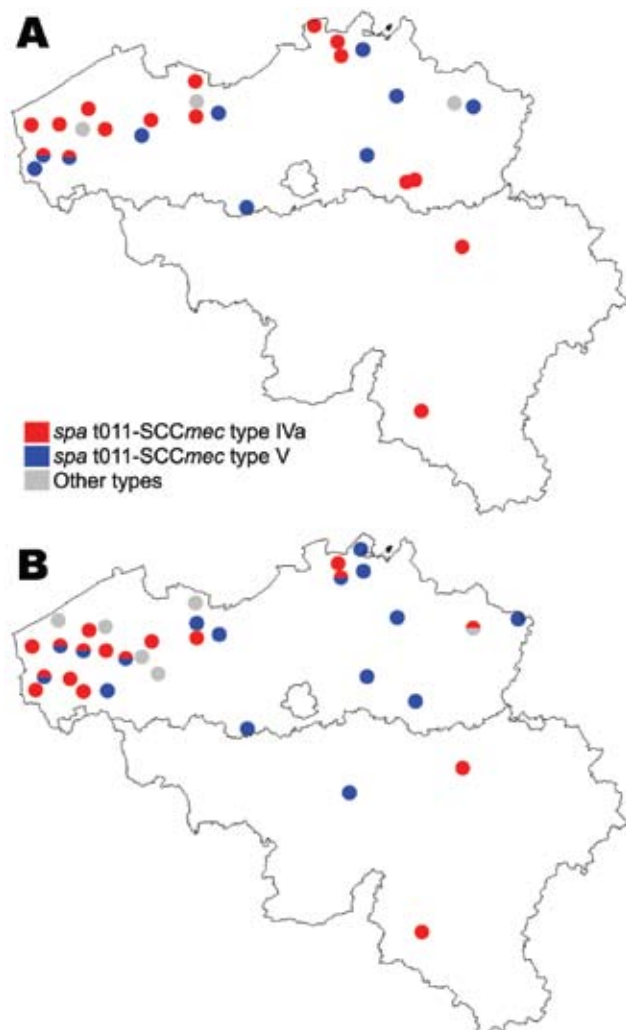 A
spa t011-SCCmec type IVa
spa t011-SCCmec type V
Other types
B